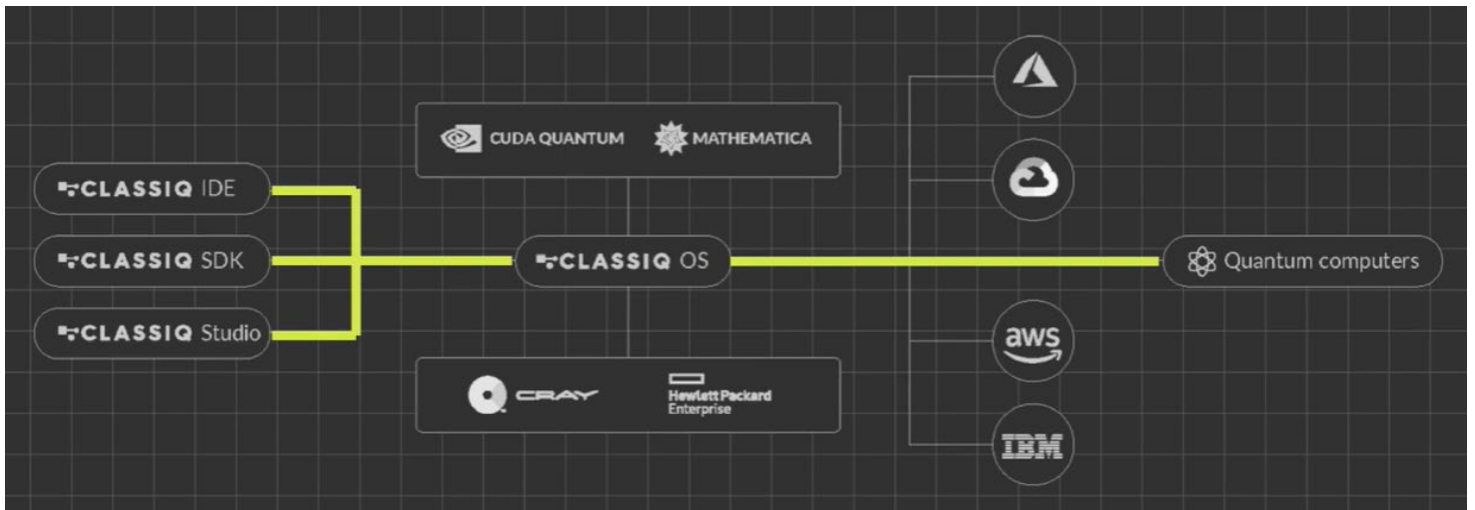 CUDA QUANTUM
MATHEMATICA
CLASSIQ IDE
CLASSIQ SDK
CLASSIQ Studio
CLASSIQ OS
CRAY
Hewlett Packard
Enterprise
aws
IBM
Quantum computers